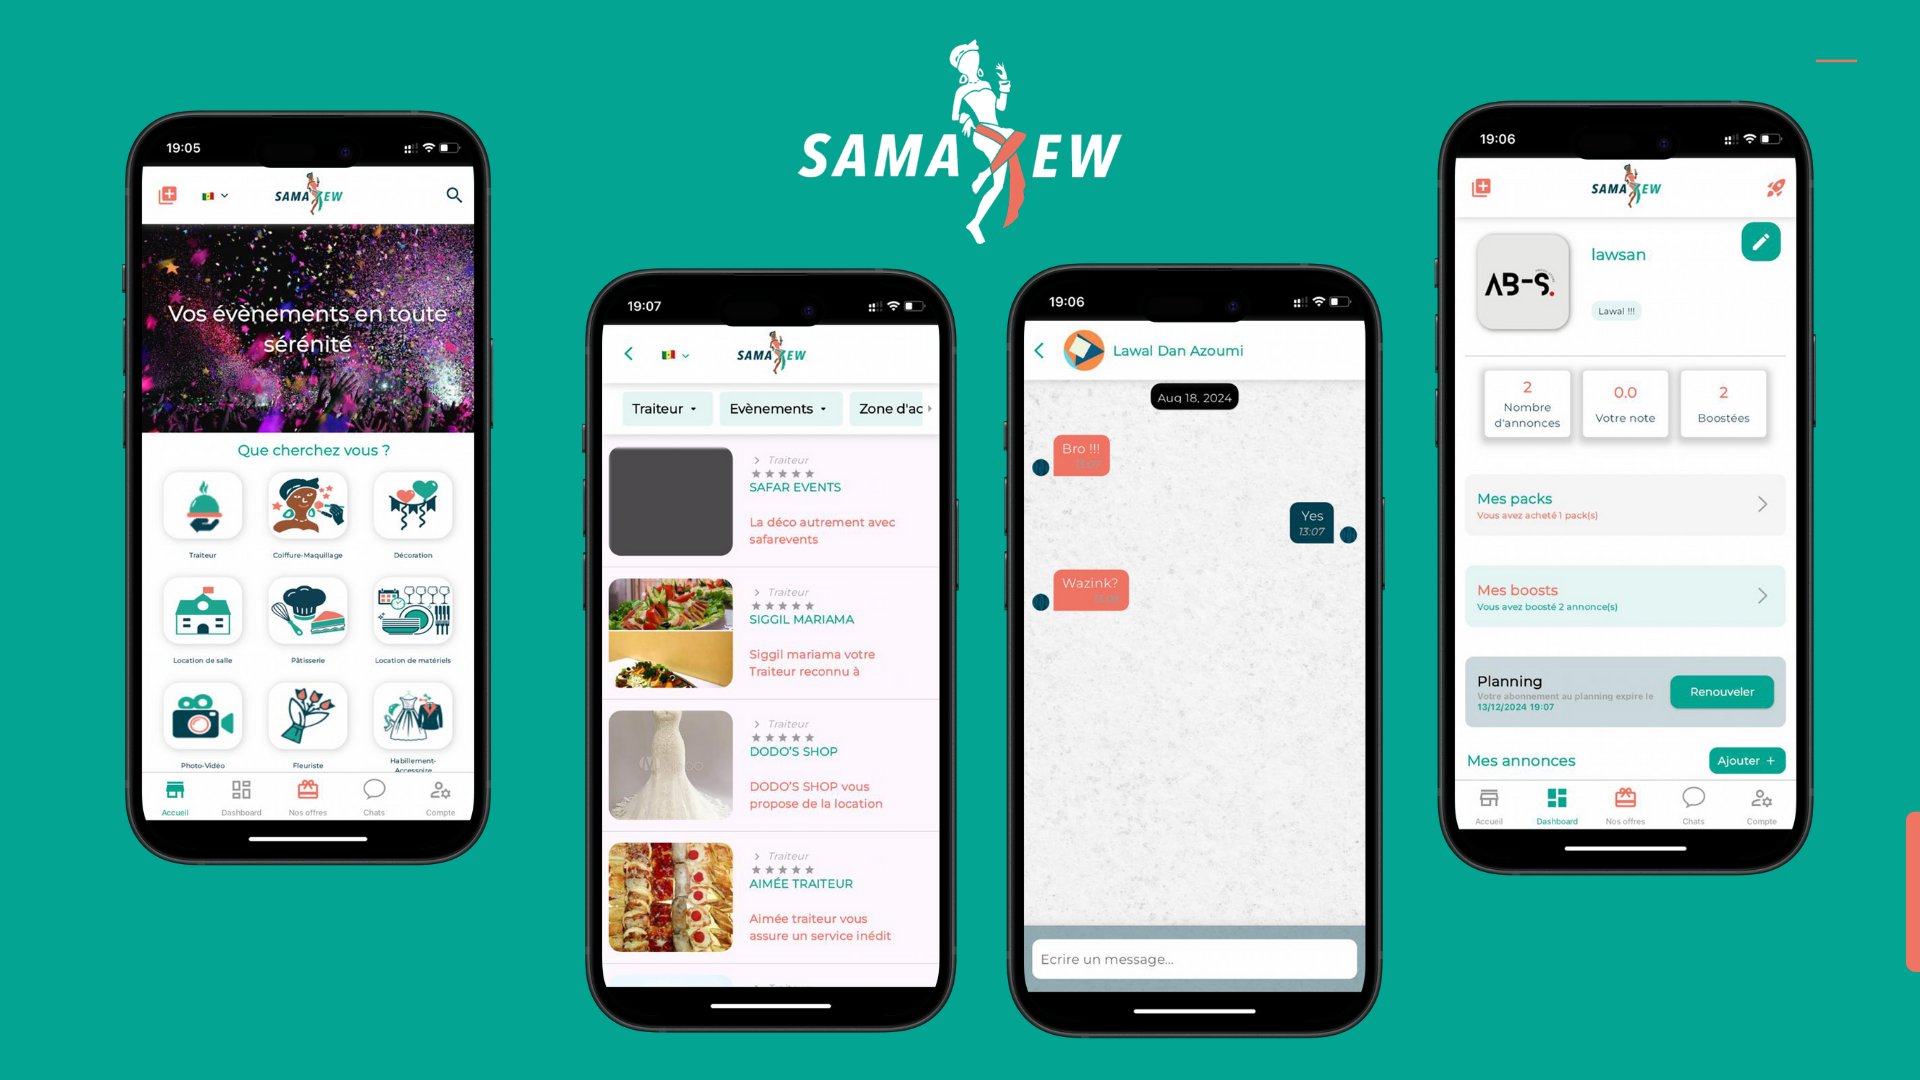 SAMA XEW
19:05
SAMA XEW
Vos évènements en toute
sérénité
Que cherchez vous ?
Traiteur
Coiffure-Maquillage
Décoration
Location de salle
Pâtisserie
Location de matériels
Photo-Vidéo
Fleuriste
Habillement-
Accessoire
Accueil
Dashboard
Nos offres
Chats
Compte
19:07
SAMA XEW
Traiteur
Evènements
Zone d'ac
Traiteur
SAFAR EVENTS
La déco autrement avec
safarevents
Traiteur
SIGGIL MARIAMA
Siggil mariama votre
Traiteur reconnu à
Traiteur
DODO'S SHOP
DODO'S SHOP vous
propose de la location
Traiteur
AIMÉE TRAITEUR
Aimée traiteur vous
assure un service inédit
19:06
Lawal Dan Azoumi
Aug 18, 2024
Bro !!!
Yes
13:07
Wazink?
Ecrire un message...
19:06
SAMA XEW
AB-S.
lawsan
Lawal !!!
2
Nombre
d'annonces
0.0
Votre note
2
Boostées
Mes packs
Vous avez acheté 1 pack(s)
Mes boosts
Vous avez boosté 2 annonce(s)
Planning
Votre abonnement au planning expire le
13/12/2024 19:07
Renouveler
Mes annonces
Ajouter +
Accueil
Dashboard
Nos offres
Chats
Compte